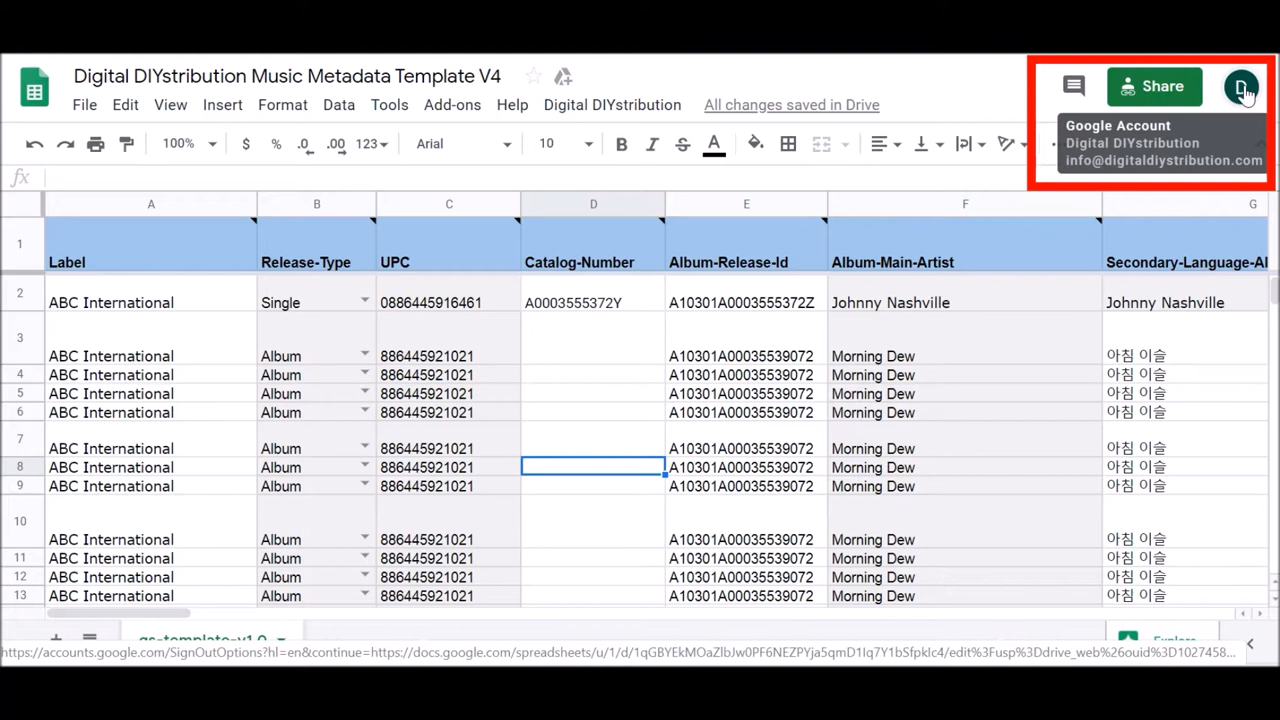 Digital DIYstribution Music Metadata Template V4
File Edit View Insert Format Data Tools Add-ons Help Digital DIYstribution All changes saved in Drive
Share
D
Google Account
Digital DIYstribution
info@digitaldiystribution.com
100% $ % .0 .00 123 Arial 10 B I S A
fx
A B C D E F G
1 Label Release-Type UPC Catalog-Number Album-Release-Id Album-Main-Artist Secondary-Language-Al
2 ABC International Single 0886445916461 A0003555372Y A10301A0003555372Z Johnny Nashville Johnny Nashville
3 ABC International Album 886445921021 A10301A00035539072 Morning Dew 아침 이슬
4 ABC International Album 886445921021 A10301A00035539072 Morning Dew 아침 이슬
5 ABC International Album 886445921021 A10301A00035539072 Morning Dew 아침 이슬
6 ABC International Album 886445921021 A10301A00035539072 Morning Dew 아침 이슬
7 ABC International Album 886445921021 A10301A00035539072 Morning Dew 아침 이슬
8 ABC International Album 886445921021 A10301A00035539072 Morning Dew 아침 이슬
9 ABC International Album 886445921021 A10301A00035539072 Morning Dew 아침 이슬
10 ABC International Album 886445921021 A10301A00035539072 Morning Dew 아침 이슬
11 ABC International Album 886445921021 A10301A00035539072 Morning Dew 아침 이슬
12 ABC International Album 886445921021 A10301A00035539072 Morning Dew 아침 이슬
13 ABC International Album 886445921021 A10301A00035539072 Morning Dew 아침 이슬
gs-template-v1.0 Explore
https://accounts.google.com/SignOutOptions?hl=en&continue=https://docs.google.com/spreadsheets/u/1/d/1qGBYEkMOaZlbJw0PF6NEZPYja5qmD1Iq7Y1bSfpklc4/edit%3Fusp%3Ddrive_web%26ouid%3D1027458...